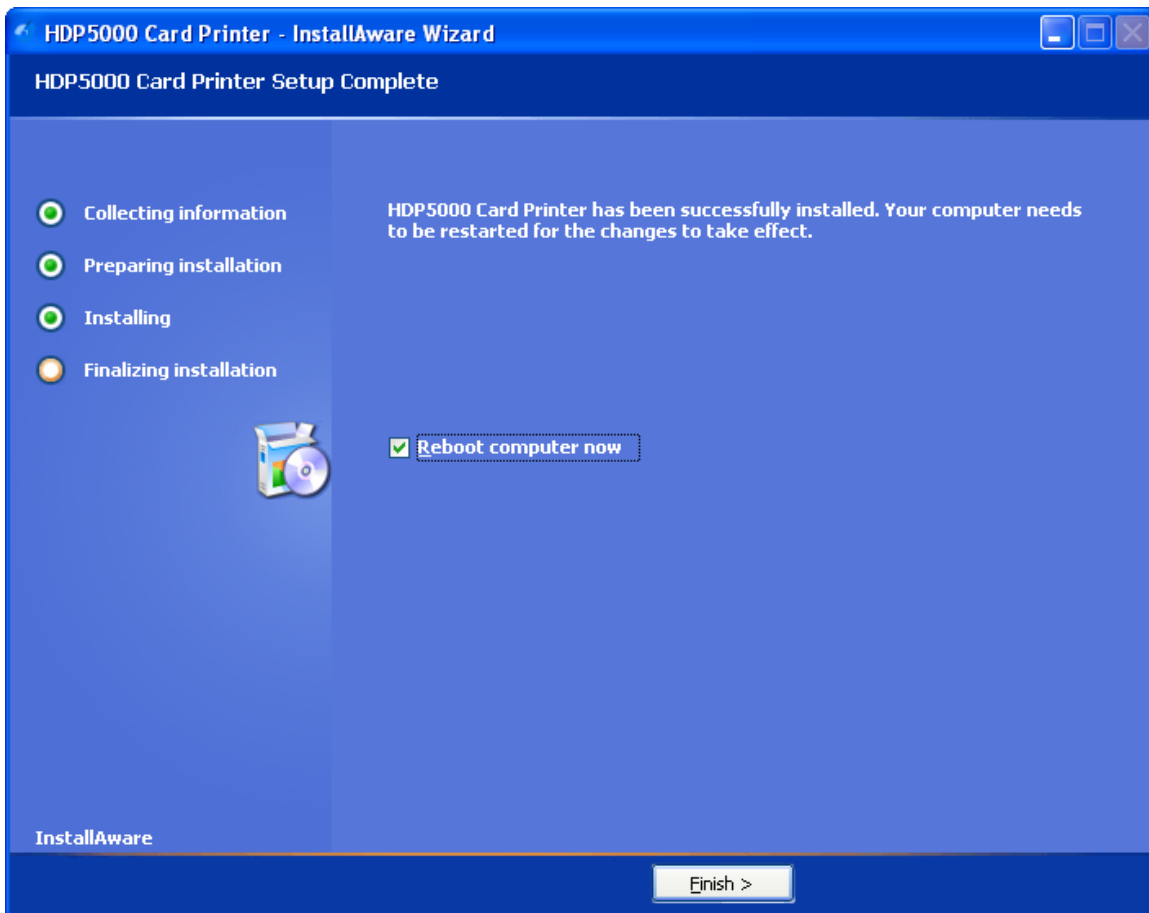 HDP5000 Card Printer - InstallAware Wizard
HDP5000 Card Printer Setup Complete
Collecting information
Preparing installation
Installing
Finalizing installation
HDP5000 Card Printer has been successfully installed. Your computer needs
to be restarted for the changes to take effect.
Reboot computer now
InstallAware
Finish >